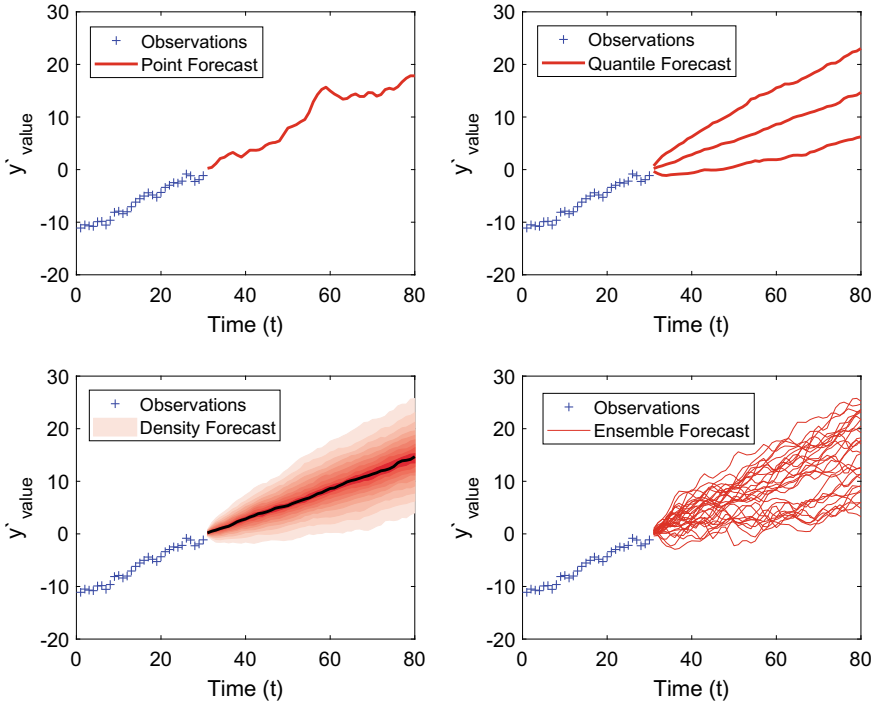 30
20
10
0
-10
-20
y` value
Observations
Point Forecast
0 20 40 60 80
Time (t)
30
20
10
0
-10
-20
y` value
Observations
Quantile Forecast
0 20 40 60 80
Time (t)
30
20
10
0
-10
-20
y` value
Observations
Density Forecast
0 20 40 60 80
Time (t)
30
20
10
0
-10
-20
y` value
Observations
Ensemble Forecast
0 20 40 60 80
Time (t)